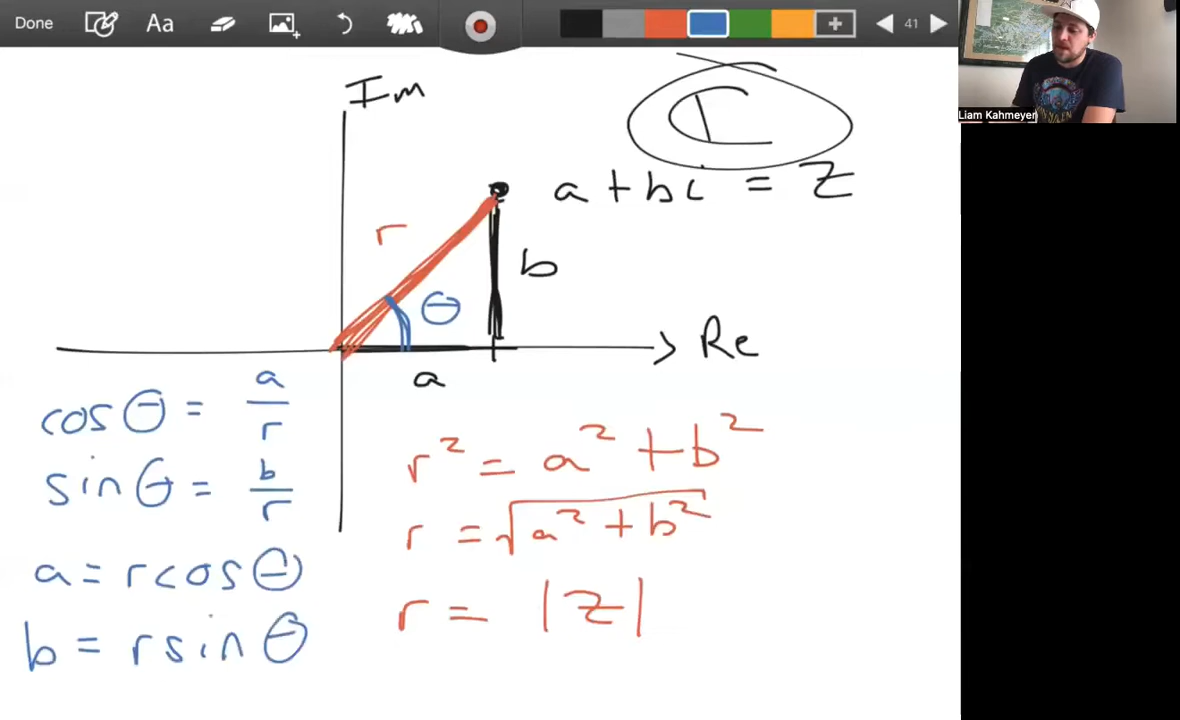 Done Aa 41
Liam Kahmeyer
Im
ℂ
a + bi = z
r
b
θ
Re
a
cos θ = a/r
sin θ = b/r
a = r cos θ
b = r sin θ
r² = a² + b²
r = √(a² + b²)
r = |z|